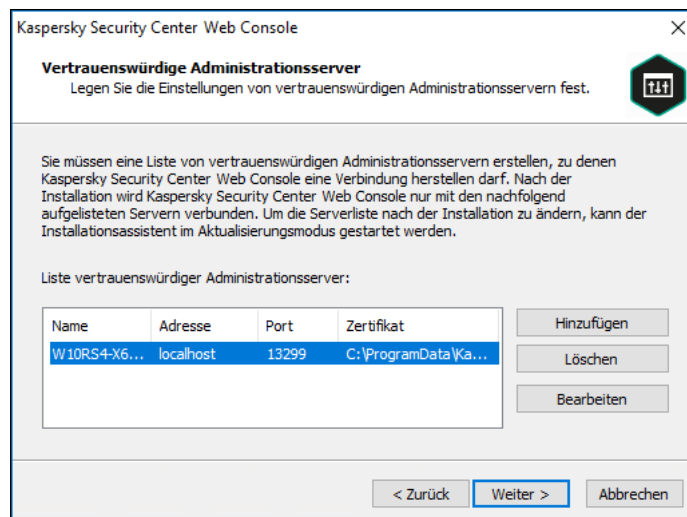 Kaspersky Security Center Web Console
Vertrauenswürdige Administrationsserver
Legen Sie die Einstellungen von vertrauenswürdigen Administrationsservern fest.
Sie müssen eine Liste von vertrauenswürdigen Administrationsservern erstellen, zu denen
Kaspersky Security Center Web Console eine Verbindung herstellen darf. Nach der
Installation wird Kaspersky Security Center Web Console nur mit den nachfolgend
aufgelisteten Servern verbunden. Um die Serverliste nach der Installation zu ändern, kann der
Installationsassistent im Aktualisierungsmodus gestartet werden.
Liste vertrauenswürdiger Administrationsserver:
Name Adresse Port Zertifikat
W10RS4-X6... localhost 13299 C:\ProgramData\Ka...
Hinzufügen
Löschen
Bearbeiten
< Zurück Weiter > Abbrechen